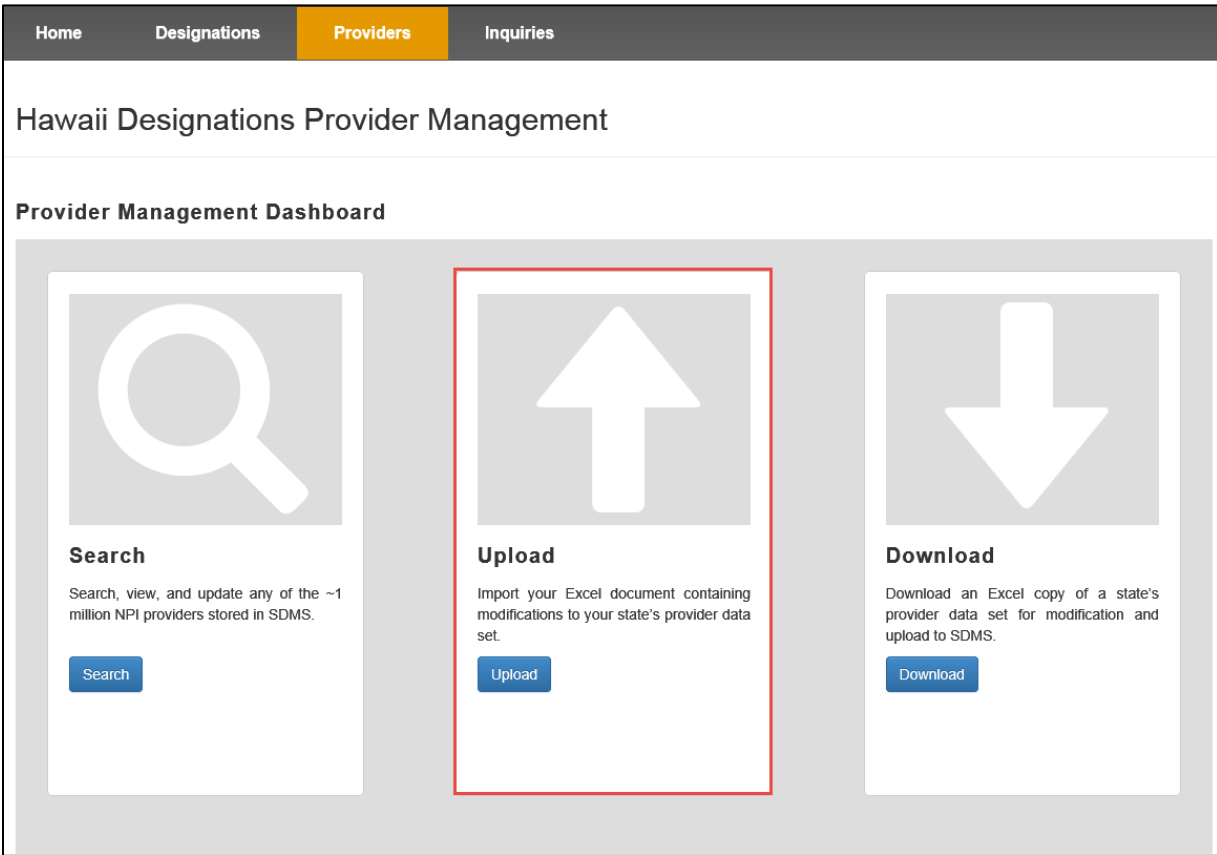 Home Designations Providers Inquiries
Hawaii Designations Provider Management
Provider Management Dashboard
Search
Search, view, and update any of the ~1
million NPI providers stored in SDMS.
Search
Upload
Import your Excel document containing
modifications to your state's provider data
set.
Upload
Download
Download an Excel copy of a state's
provider data set for modification and
upload to SDMS.
Download